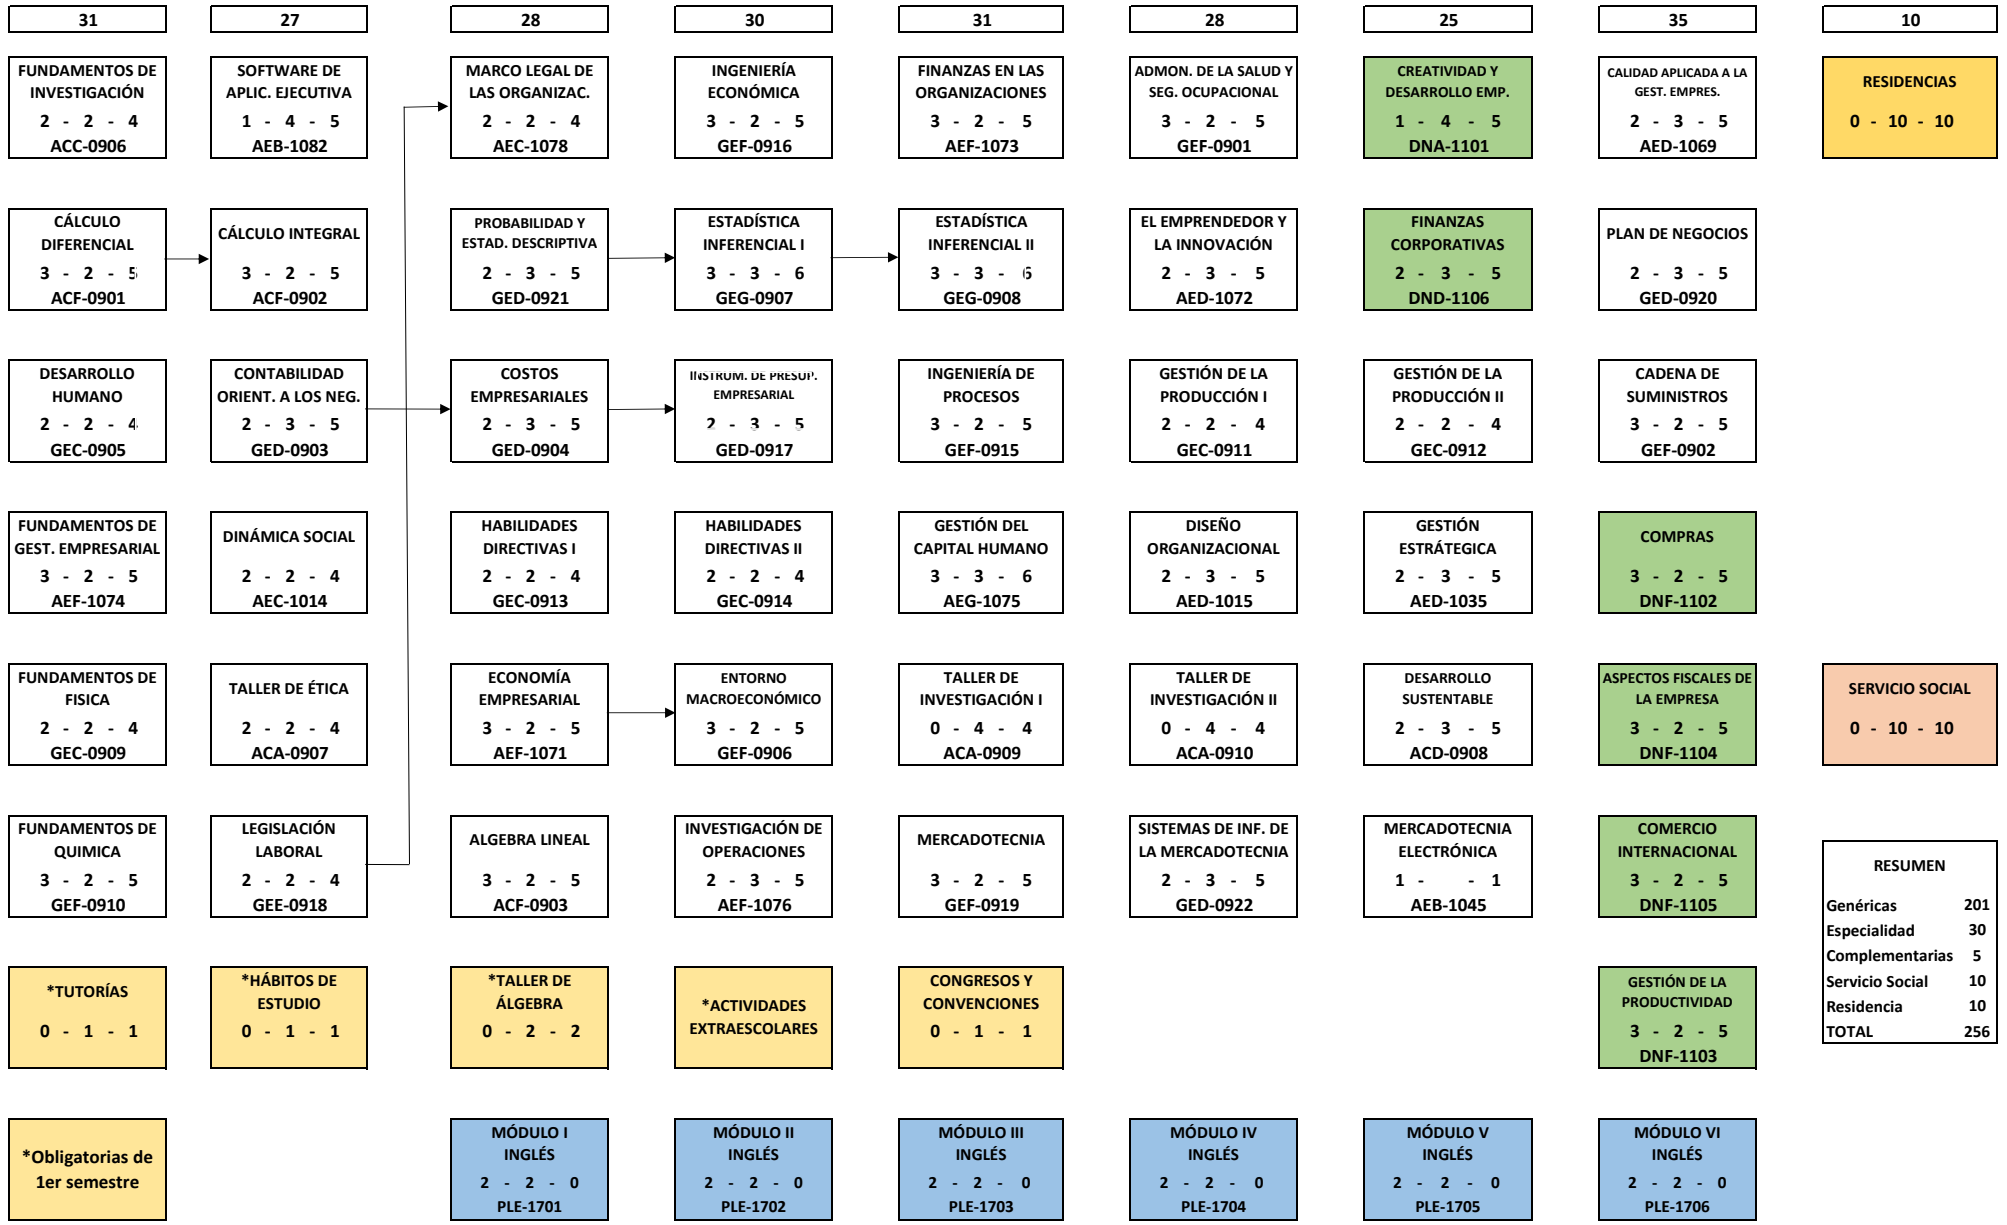 31 27 28 30 31 28 25 35 10
FUNDAMENTOS DE
INVESTIGACIÓN
2 - 2 - 4
ACC-0906
SOFTWARE DE
APLIC. EJECUTIVA
1 - 4 - 5
AEB-1082
MARCO LEGAL DE
LAS ORGANIZAC.
2 - 2 - 4
AEC-1078
INGENIERÍA
ECONÓMICA
3 - 2 - 5
GEF-0916
FINANZAS EN LAS
ORGANIZACIONES
3 - 2 - 5
AEF-1073
ADMON. DE LA SALUD Y
SEG. OCUPACIONAL
3 - 2 - 5
GEF-0901
CREATIVIDAD Y
DESARROLLO EMP.
1 - 4 - 5
DNA-1101
CALIDAD APLICADA A LA
GEST. EMPRES.
2 - 3 - 5
AED-1069
RESIDENCIAS
0 - 10 - 10
CÁLCULO
DIFERENCIAL
3 - 2 - 5
ACF-0901
CÁLCULO INTEGRAL
3 - 2 - 5
ACF-0902
PROBABILIDAD Y
ESTAD. DESCRIPTIVA
2 - 3 - 5
GED-0921
ESTADÍSTICA
INFERENCIAL I
3 - 3 - 6
GEG-0907
ESTADÍSTICA
INFERENCIAL II
3 - 3 - 6
GEG-0908
EL EMPRENDEDOR Y
LA INNOVACIÓN
2 - 3 - 5
AED-1072
FINANZAS
CORPORATIVAS
2 - 3 - 5
DND-1106
PLAN DE NEGOCIOS
2 - 3 - 5
GED-0920
DESARROLLO
HUMANO
2 - 2 - 4
GEC-0905
CONTABILIDAD
ORIENT. A LOS NEG.
2 - 3 - 5
GED-0903
COSTOS
EMPRESARIALES
2 - 3 - 5
GED-0904
INSTRUM. DE PRESUP.
EMPRESARIAL
2 - 3 - 5
GED-0917
INGENIERÍA DE
PROCESOS
3 - 2 - 5
GEF-0915
GESTIÓN DE LA
PRODUCCIÓN I
2 - 2 - 4
GEC-0911
GESTIÓN DE LA
PRODUCCIÓN II
2 - 2 - 4
GEC-0912
CADENA DE
SUMINISTROS
3 - 2 - 5
GEF-0902
FUNDAMENTOS DE
GEST. EMPRESARIAL
3 - 2 - 5
AEF-1074
DINÁMICA SOCIAL
2 - 2 - 4
AEC-1014
HABILIDADES
DIRECTIVAS I
2 - 2 - 4
GEC-0913
HABILIDADES
DIRECTIVAS II
2 - 2 - 4
GEC-0914
GESTIÓN DEL
CAPITAL HUMANO
3 - 3 - 6
AEG-1075
DISEÑO
ORGANIZACIONAL
2 - 3 - 5
AED-1015
GESTIÓN
ESTRÁTEGICA
2 - 3 - 5
AED-1035
COMPRAS
3 - 2 - 5
DNF-1102
FUNDAMENTOS DE
FISICA
2 - 2 - 4
GEC-0909
TALLER DE ÉTICA
2 - 2 - 4
ACA-0907
ECONOMÍA
EMPRESARIAL
3 - 2 - 5
AEF-1071
ENTORNO
MACROECONÓMICO
3 - 2 - 5
GEF-0906
TALLER DE
INVESTIGACIÓN I
0 - 4 - 4
ACA-0909
TALLER DE
INVESTIGACIÓN II
0 - 4 - 4
ACA-0910
DESARROLLO
SUSTENTABLE
2 - 3 - 5
ACD-0908
ASPECTOS FISCALES DE
LA EMPRESA
3 - 2 - 5
DNF-1104
SERVICIO SOCIAL
0 - 10 - 10
FUNDAMENTOS DE
QUIMICA
3 - 2 - 5
GEF-0910
LEGISLACIÓN
LABORAL
2 - 2 - 4
GEE-0918
ALGEBRA LINEAL
3 - 2 - 5
ACF-0903
INVESTIGACIÓN DE
OPERACIONES
2 - 3 - 5
AEF-1076
MERCADOTECNIA
3 - 2 - 5
GEF-0919
SISTEMAS DE INF. DE
LA MERCADOTECNIA
2 - 3 - 5
GED-0922
MERCADOTECNIA
ELECTRÓNICA
1 - - 1
AEB-1045
COMERCIO
INTERNACIONAL
3 - 2 - 5
DNF-1105
RESUMEN
Genéricas 201
Especialidad 30
Complementarias 5
Servicio Social 10
Residencia 10
TOTAL 256
*TUTORÍAS
0 - 1 - 1
*HÁBITOS DE
ESTUDIO
0 - 1 - 1
*TALLER DE
ÁLGEBRA
0 - 2 - 2
*ACTIVIDADES
EXTRAESCOLARES
CONGRESOS Y
CONVENCIONES
0 - 1 - 1
GESTIÓN DE LA
PRODUCTIVIDAD
3 - 2 - 5
DNF-1103
*Obligatorias de
1er semestre
MÓDULO I
INGLÉS
2 - 2 - 0
PLE-1701
MÓDULO II
INGLÉS
2 - 2 - 0
PLE-1702
MÓDULO III
INGLÉS
2 - 2 - 0
PLE-1703
MÓDULO IV
INGLÉS
2 - 2 - 0
PLE-1704
MÓDULO V
INGLÉS
2 - 2 - 0
PLE-1705
MÓDULO VI
INGLÉS
2 - 2 - 0
PLE-1706